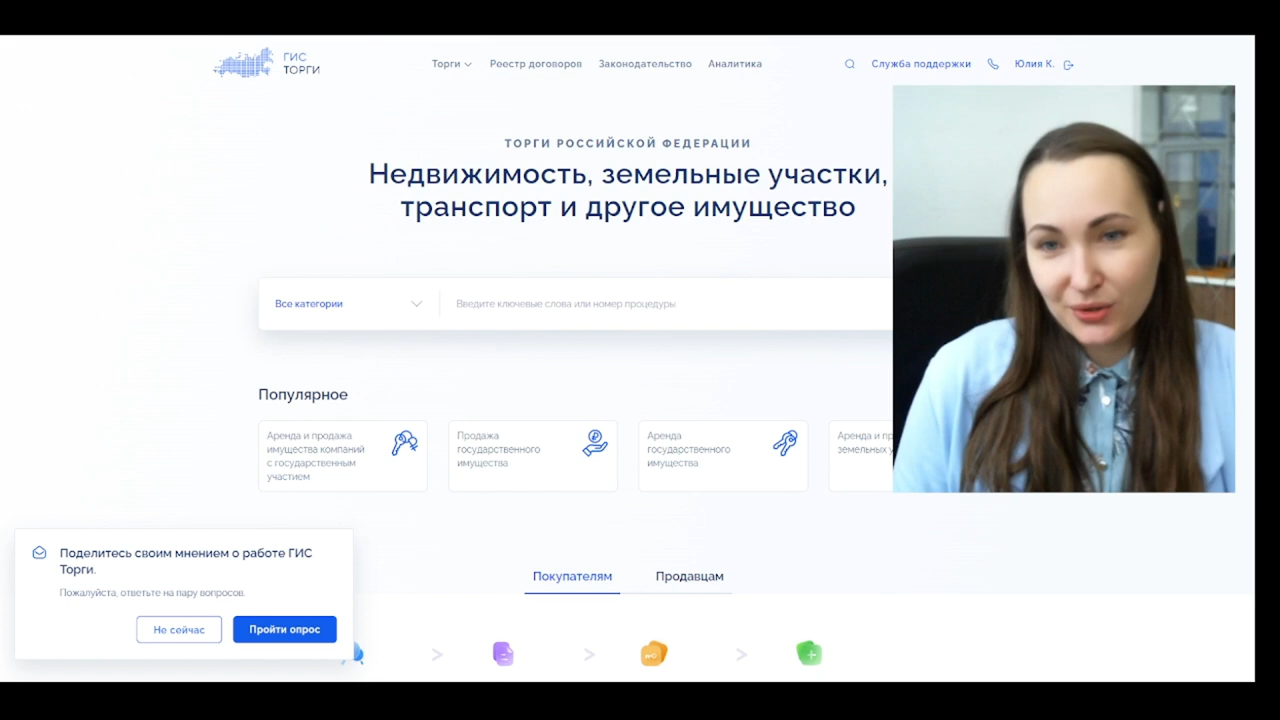 ГИС
ТОРГИ
Торги
Реестр договоров
Законодательство
Аналитика
Служба поддержки
Юлия К.
ТОРГИ РОССИЙСКОЙ ФЕДЕРАЦИИ
Недвижимость, земельные участки,
транспорт и другое имущество
Все категории
Введите ключевые слова или номер процедуры
Популярное
Аренда и продажа
имущества компаний
с государственным
участием
Продажа
государственного
имущества
Аренда
государственного
имущества
Аренда и пр
земельных у
Поделитесь своим мнением о работе ГИС
Торги.
Пожалуйста, ответьте на пару вопросов.
Не сейчас
Пройти опрос
Покупателям
Продавцам